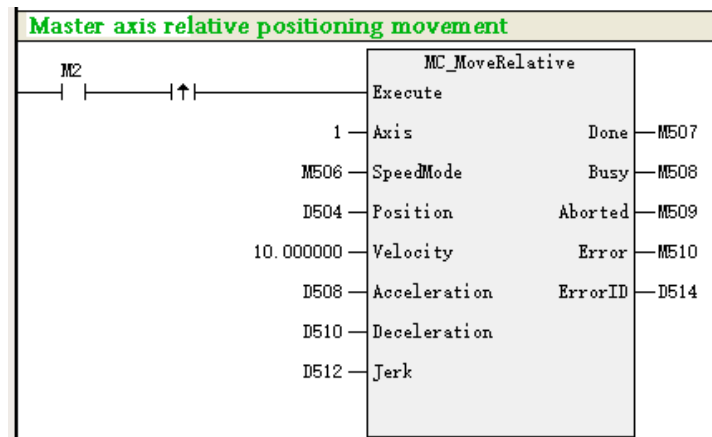 Master axis relative positioning movement
M2
MC_MoveRelative
Execute
1 Axis Done M507
M506 SpeedMode Busy M508
D504 Position Aborted M509
10.000000 Velocity Error M510
D508 Acceleration ErrorID D514
D510 Deceleration
D512 Jerk